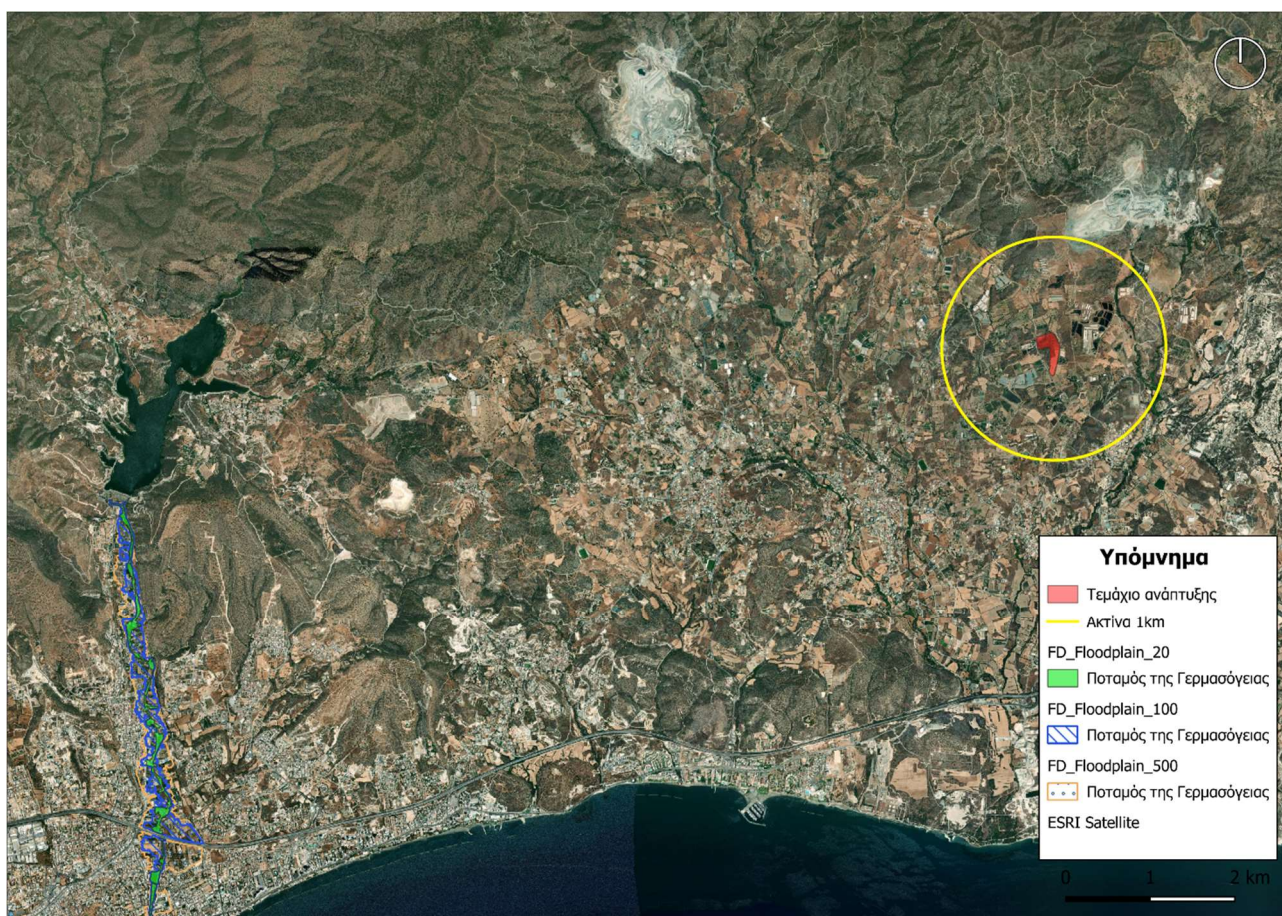 Υπόμνημα
Τεμάχιο ανάπτυξης
Ακτίνα 1km
FD_Floodplain_20
Ποταμός της Γερμασόγειας
FD_Floodplain_100
Ποταμός της Γερμασόγειας
FD_Floodplain_500
Ποταμός της Γερμασόγειας
ESRI Satellite
0 1 2 km